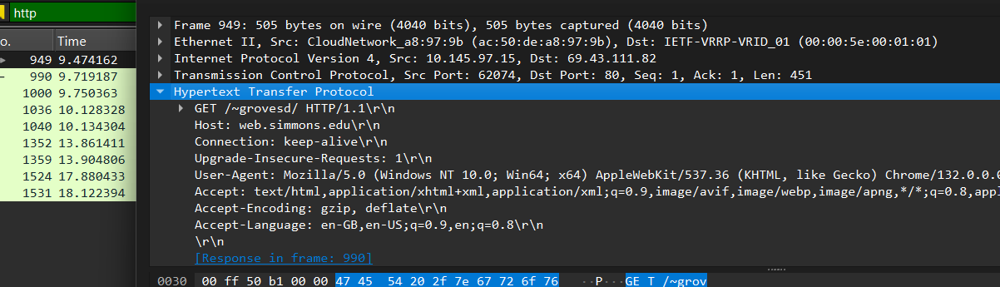 http
o. Time
949 9.474162
990 9.719187
1000 9.750363
1036 10.128328
1040 10.134304
1352 13.861411
1359 13.904806
1524 17.880433
1531 18.122394
Frame 949: 505 bytes on wire (4040 bits), 505 bytes captured (4040 bits)
Ethernet II, Src: CloudNetwork_a8:97:9b (ac:50:de:a8:97:9b), Dst: IETF-VRRP-VRID_01 (00:00:5e:00:01:01)
Internet Protocol Version 4, Src: 10.145.97.15, Dst: 69.43.111.82
Transmission Control Protocol, Src Port: 62074, Dst Port: 80, Seq: 1, Ack: 1, Len: 451
Hypertext Transfer Protocol
GET /~grovesd/ HTTP/1.1\r\n
Host: web.simmons.edu\r\n
Connection: keep-alive\r\n
Upgrade-Insecure-Requests: 1\r\n
User-Agent: Mozilla/5.0 (Windows NT 10.0; Win64; x64) AppleWebKit/537.36 (KHTML, like Gecko) Chrome/132.0.0.0
Accept: text/html,application/xhtml+xml,application/xml;q=0.9,image/avif,image/webp,image/apng,*/*;q=0.8,appl
Accept-Encoding: gzip, deflate\r\n
Accept-Language: en-GB,en-US;q=0.9,en;q=0.8\r\n
\r\n
[Response in frame: 990]
0030 00 ff 50 b1 00 00 47 45 54 20 2f 7e 67 72 6f 76 ··P···GE T /~grov